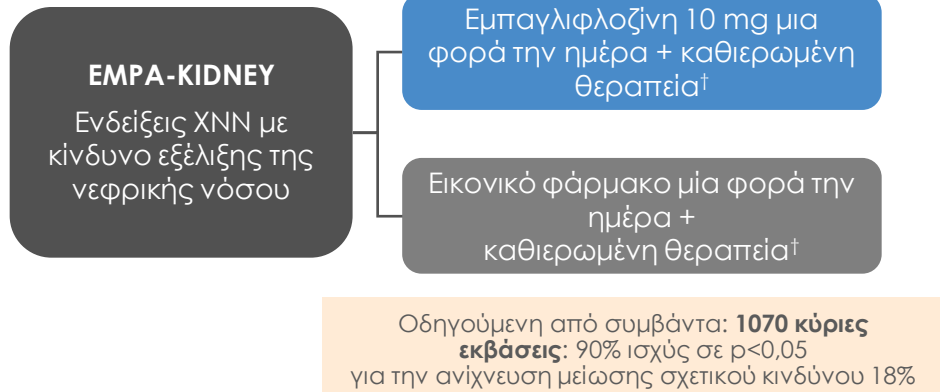 EMPA-KIDNEY
Ενδείξεις ΧΝΝ με
κίνδυνο εξέλιξης της
νεφρικής νόσου
Εμπαγλιφλοζίνη 10 mg μια
φορά την ημέρα + καθιερωμένη
θεραπεία†
Εικονικό φάρμακο μία φορά την
ημέρα +
καθιερωμένη θεραπεία†
Οδηγούμενη από συμβάντα: 1070 κύριες
εκβάσεις: 90% ισχύς σε p<0,05
για την ανίχνευση μείωσης σχετικού κινδύνου 18%